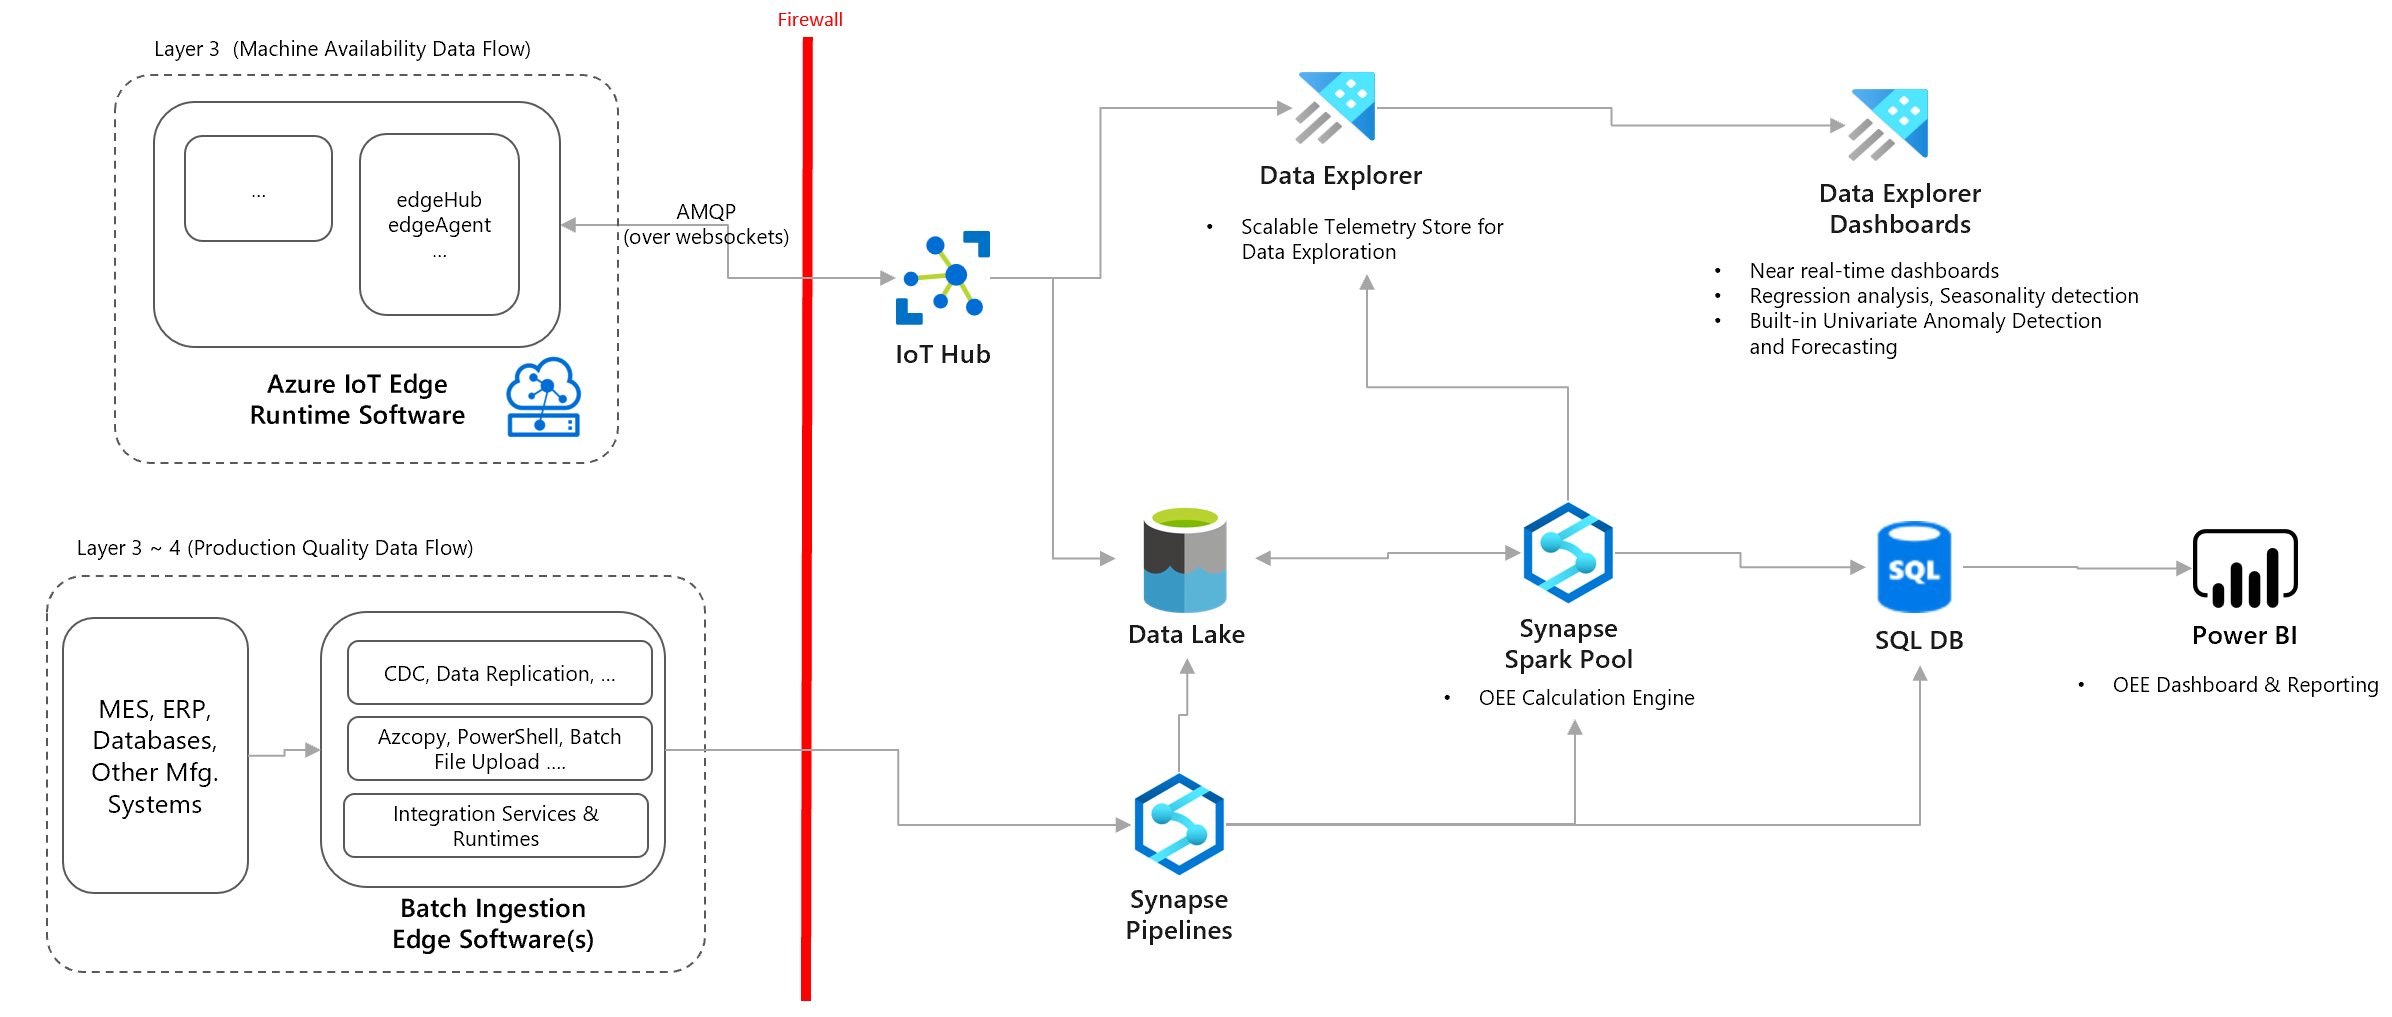 Firewall
Layer 3  (Machine Availability Data Flow)
...
edgeHub
edgeAgent
...
Azure IoT Edge
Runtime Software
AMQP
(over websockets)
IoT Hub
Data Explorer
• Scalable Telemetry Store for
Data Exploration
Data Explorer
Dashboards
• Near real-time dashboards
• Regression analysis, Seasonality detection
• Built-in Univariate Anomaly Detection
and Forecasting
Layer 3 ~ 4 (Production Quality Data Flow)
MES, ERP,
Databases,
Other Mfg.
Systems
CDC, Data Replication, ...
Azcopy, PowerShell, Batch
File Upload ....
Integration Services &
Runtimes
Batch Ingestion
Edge Software(s)
Data Lake
Synapse
Spark Pool
• OEE Calculation Engine
SQL
SQL DB
Power BI
• OEE Dashboard & Reporting
Synapse
Pipelines